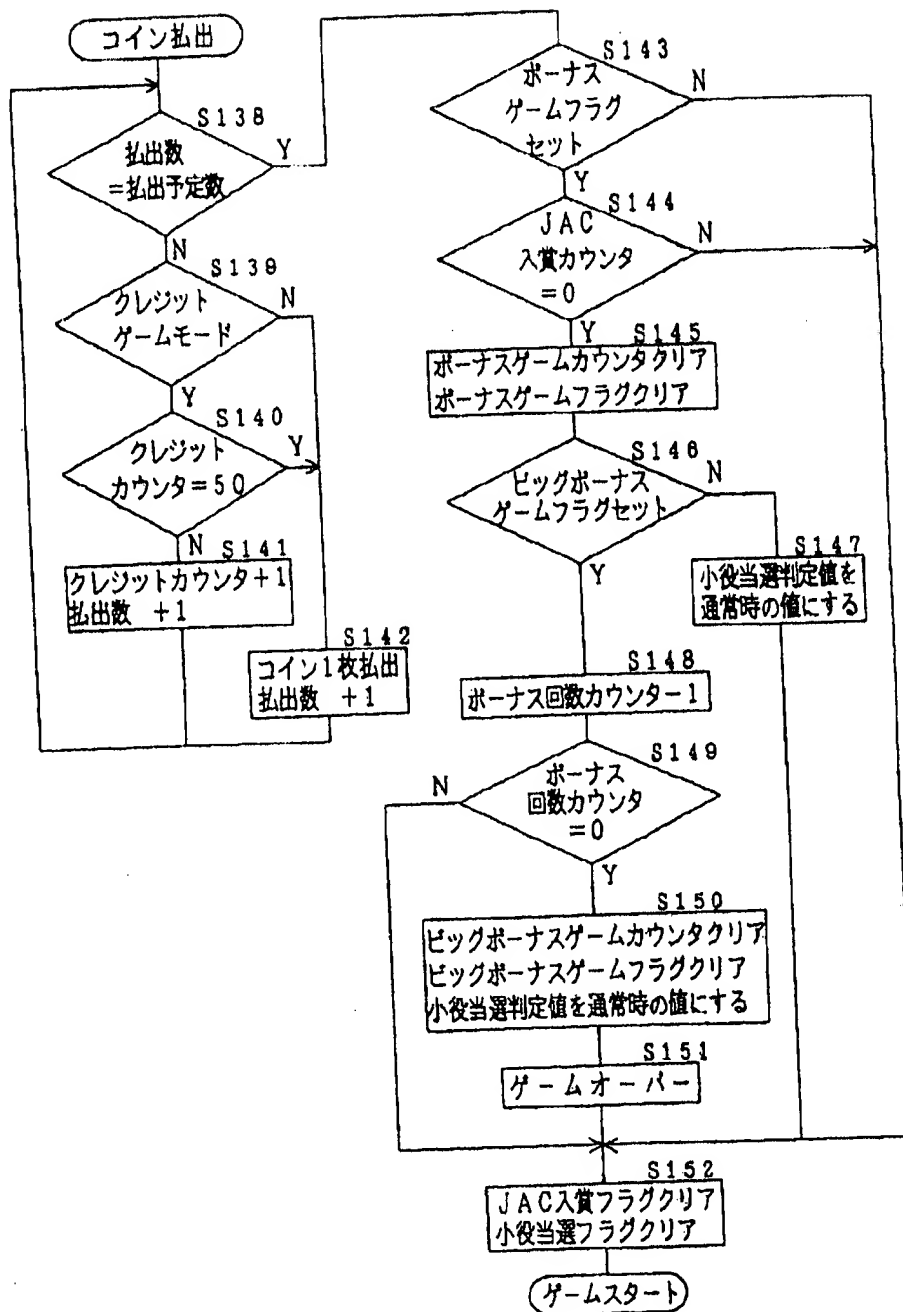 コイン払出
S138
払出数
=払出予定数
Y
N
S139
クレジット
ゲームモード
N
Y
S140
クレジット
カウンタ=50
Y
N
S141
クレジットカウンタ+1
払出数 +1
S142
コイン1枚払出
払出数 +1
S143
ボーナス
ゲームフラグ
セット
N
Y
S144
JAC
入賞カウンタ
=0
N
Y
S145
ボーナスゲームカウンタクリア
ボーナスゲームフラグクリア
S146
ビッグボーナス
ゲームフラグセット
N
Y
S147
小役当選判定値を
通常時の値にする
S148
ボーナス回数カウンタ−1
S149
ボーナス
回数カウンタ
=0
N
Y
S150
ビッグボーナスゲームカウンタクリア
ビッグボーナスゲームフラグクリア
小役当選判定値を通常時の値にする
S151
ゲームオーバー
S152
JAC入賞フラグクリア
小役当選フラグクリア
ゲームスタート